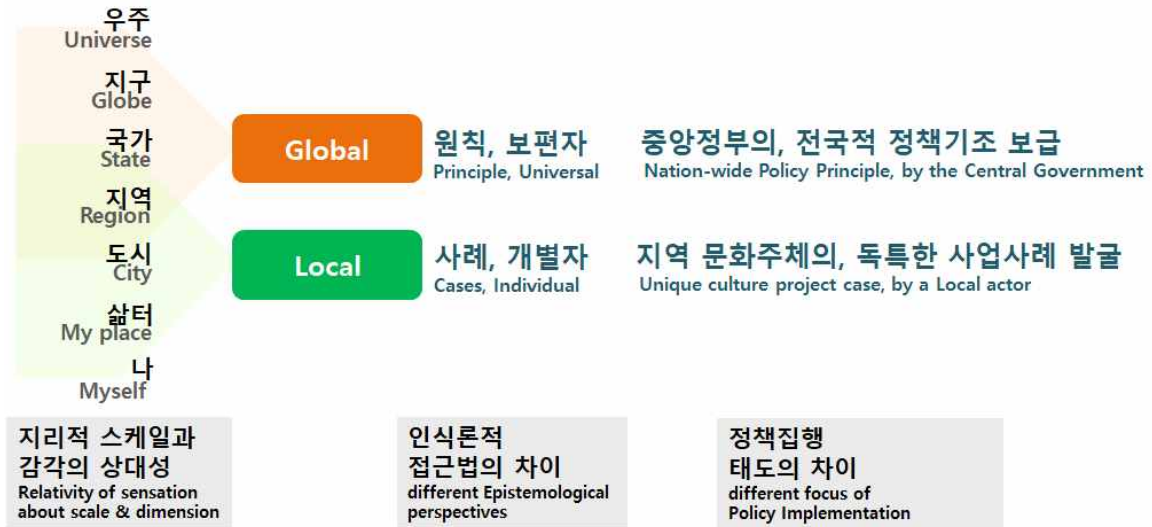 우주
Universe
지구
Globe
국가
State
지역
Region
도시
City
삶터
My place
나
Myself
Global
원칙, 보편자
Principle, Universal
중앙정부의, 전국적 정책기조 보급
Nation-wide Policy Principle, by the Central Government
Local
사례, 개별자
Cases, Individual
지역 문화주체의, 독특한 사업사례 발굴
Unique culture project case, by a Local actor
지리적 스케일과
감각의 상대성
Relativity of sensation
about scale & dimension
인식론적
접근법의 차이
different Epistemological
perspectives
정책집행
태도의 차이
different focus of
Policy Implementation